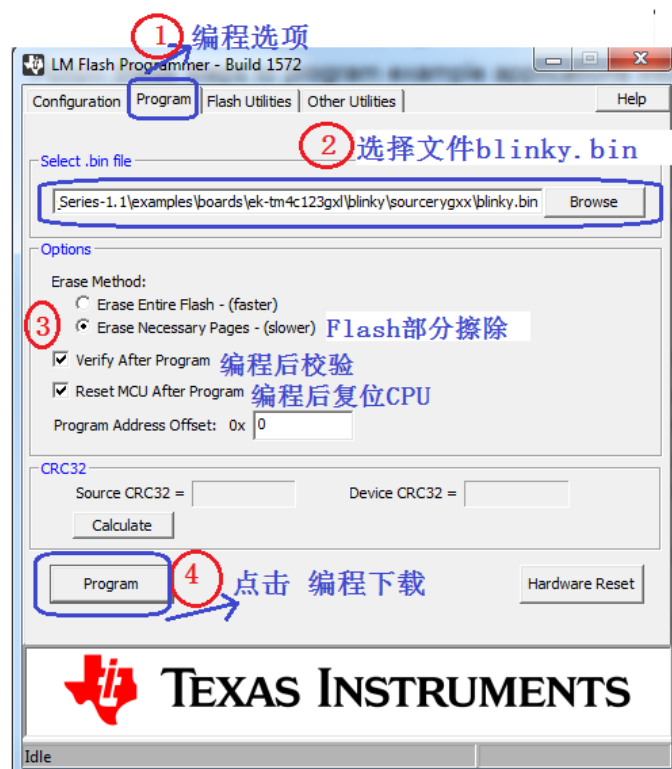 1 编程选项
LM Flash Programmer - Build 1572
Configuration Program Flash Utilities Other Utilities Help
2 选择文件blinky.bin
Select .bin file
_Series-1.1\examples\boards\ek-tm4c123gxl\blinky\sourcerygxx\blinky.bin Browse
Options
Erase Method:
Erase Entire Flash - (faster)
3 Erase Necessary Pages - (slower) Flash部分擦除
Verify After Program 编程后校验
Reset MCU After Program 编程后复位CPU
Program Address Offset: 0x 0
CRC32
Source CRC32 = Device CRC32 =
Calculate
Program 4 点击 编程下载 Hardware Reset
TEXAS INSTRUMENTS
Idle